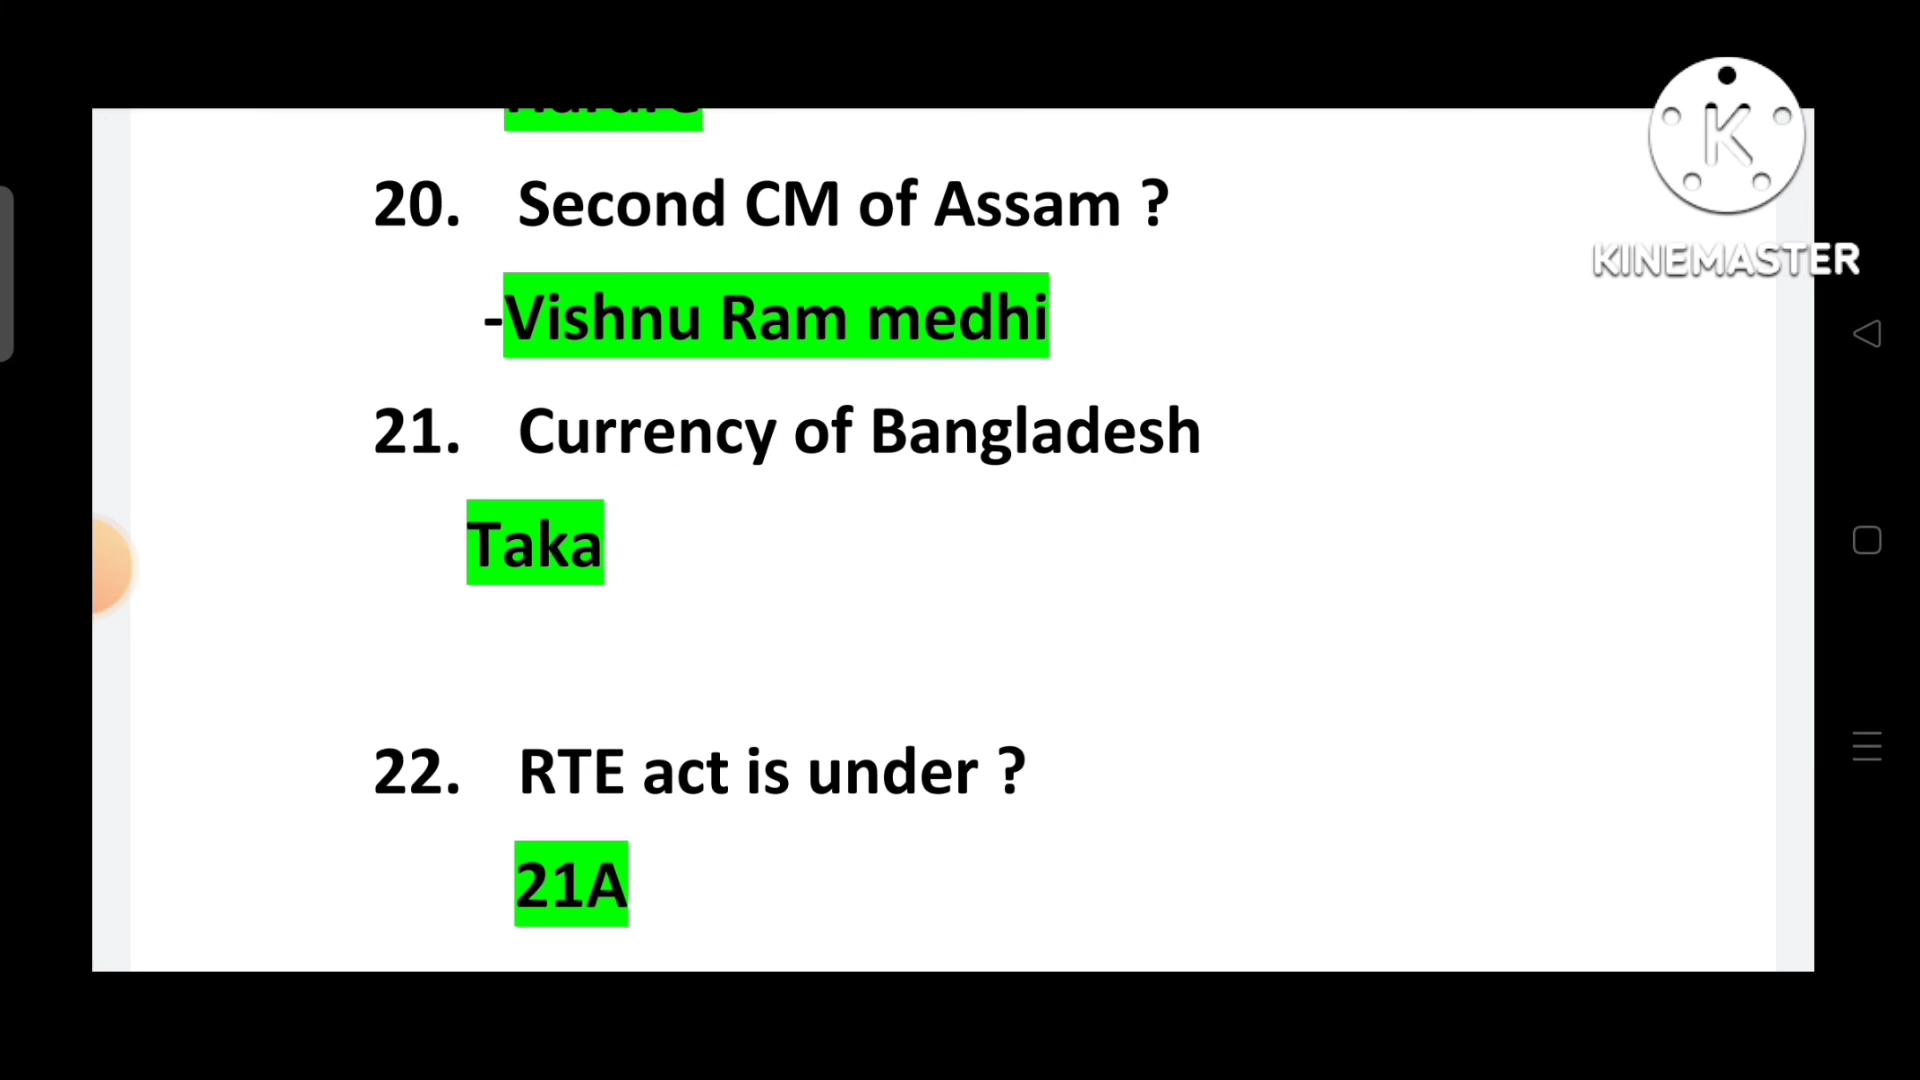 20. Second CM of Assam ?
-Vishnu Ram medhi
21. Currency of Bangladesh
Taka
22. RTE act is under ?
21A
K
KINEMASTER